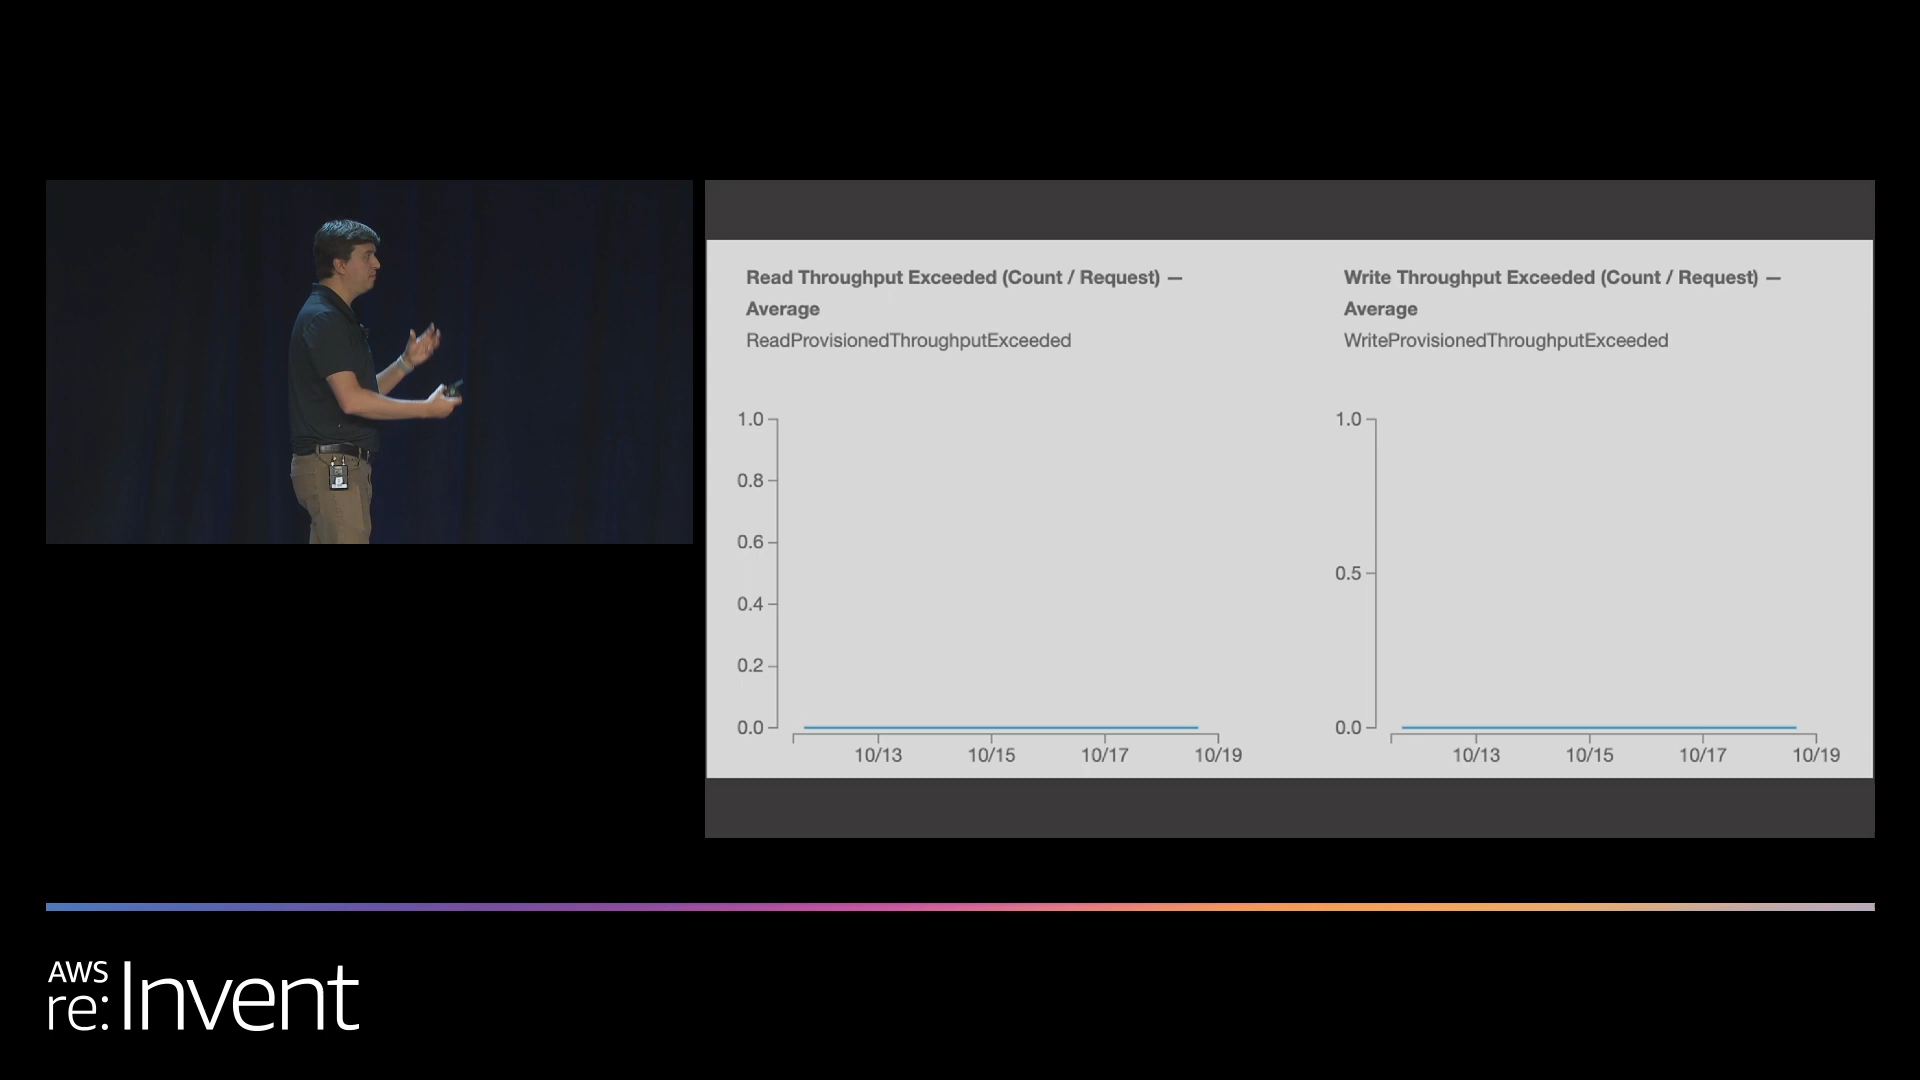 Read Throughput Exceeded (Count / Request) —
Average
ReadProvisionedThroughputExceeded
1.0
0.8
0.6
0.4
0.2
0.0
10/13 10/15 10/17 10/19
Write Throughput Exceeded (Count / Request) —
Average
WriteProvisionedThroughputExceeded
1.0
0.5
0.0
10/13 10/15 10/17 10/19
AWS
re:Invent